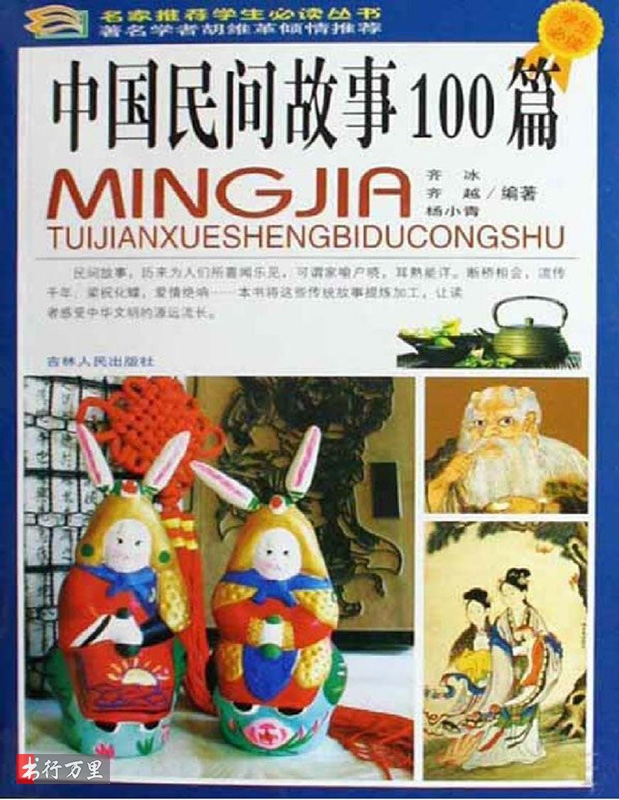 名家推荐学生必读丛书
著名学者胡维革倾情推荐
学生
必读
中国民间故事100篇
MINGJIA
齐 冰
齐 越/编著
杨小青
TUIJIANXUESHENGBIDUCONGSHU
民间故事,历来为人们所喜闻乐见,可谓家喻户晓,耳熟能详。断桥相会,流传
千年;梁祝化蝶,爱情绝响……本书将这些传统故事提炼加工,让读
者感受中华文明的源远流长。
吉林人民出版社
书行万里